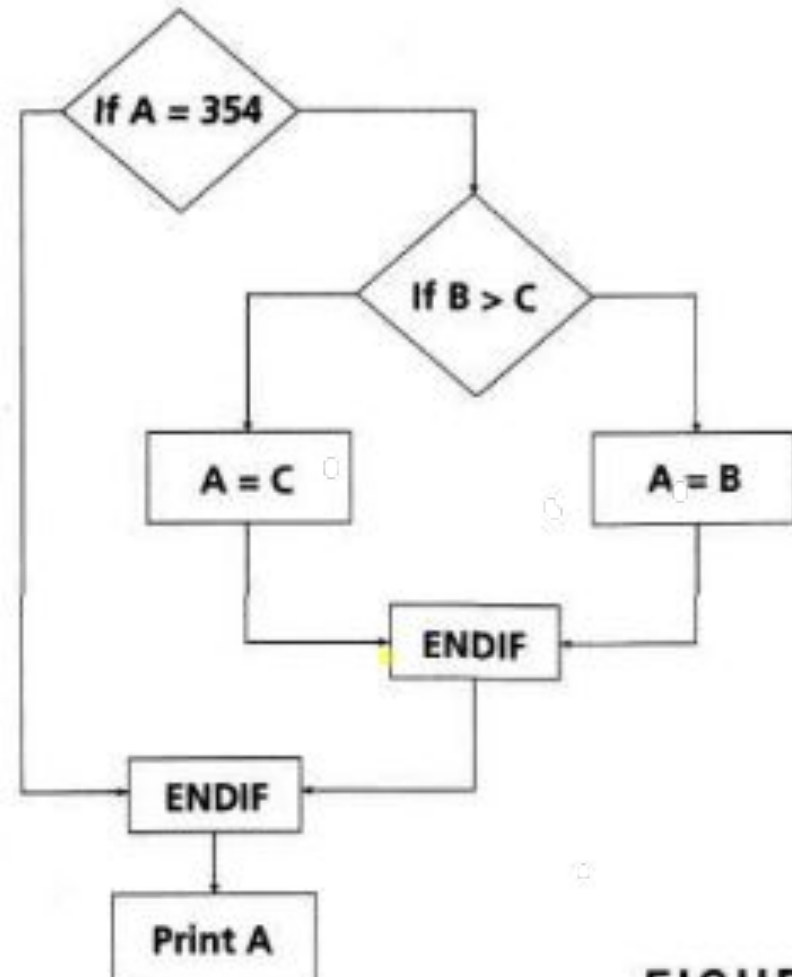 If A = 354
If B > C
A = C
A = B
ENDIF
ENDIF
Print A